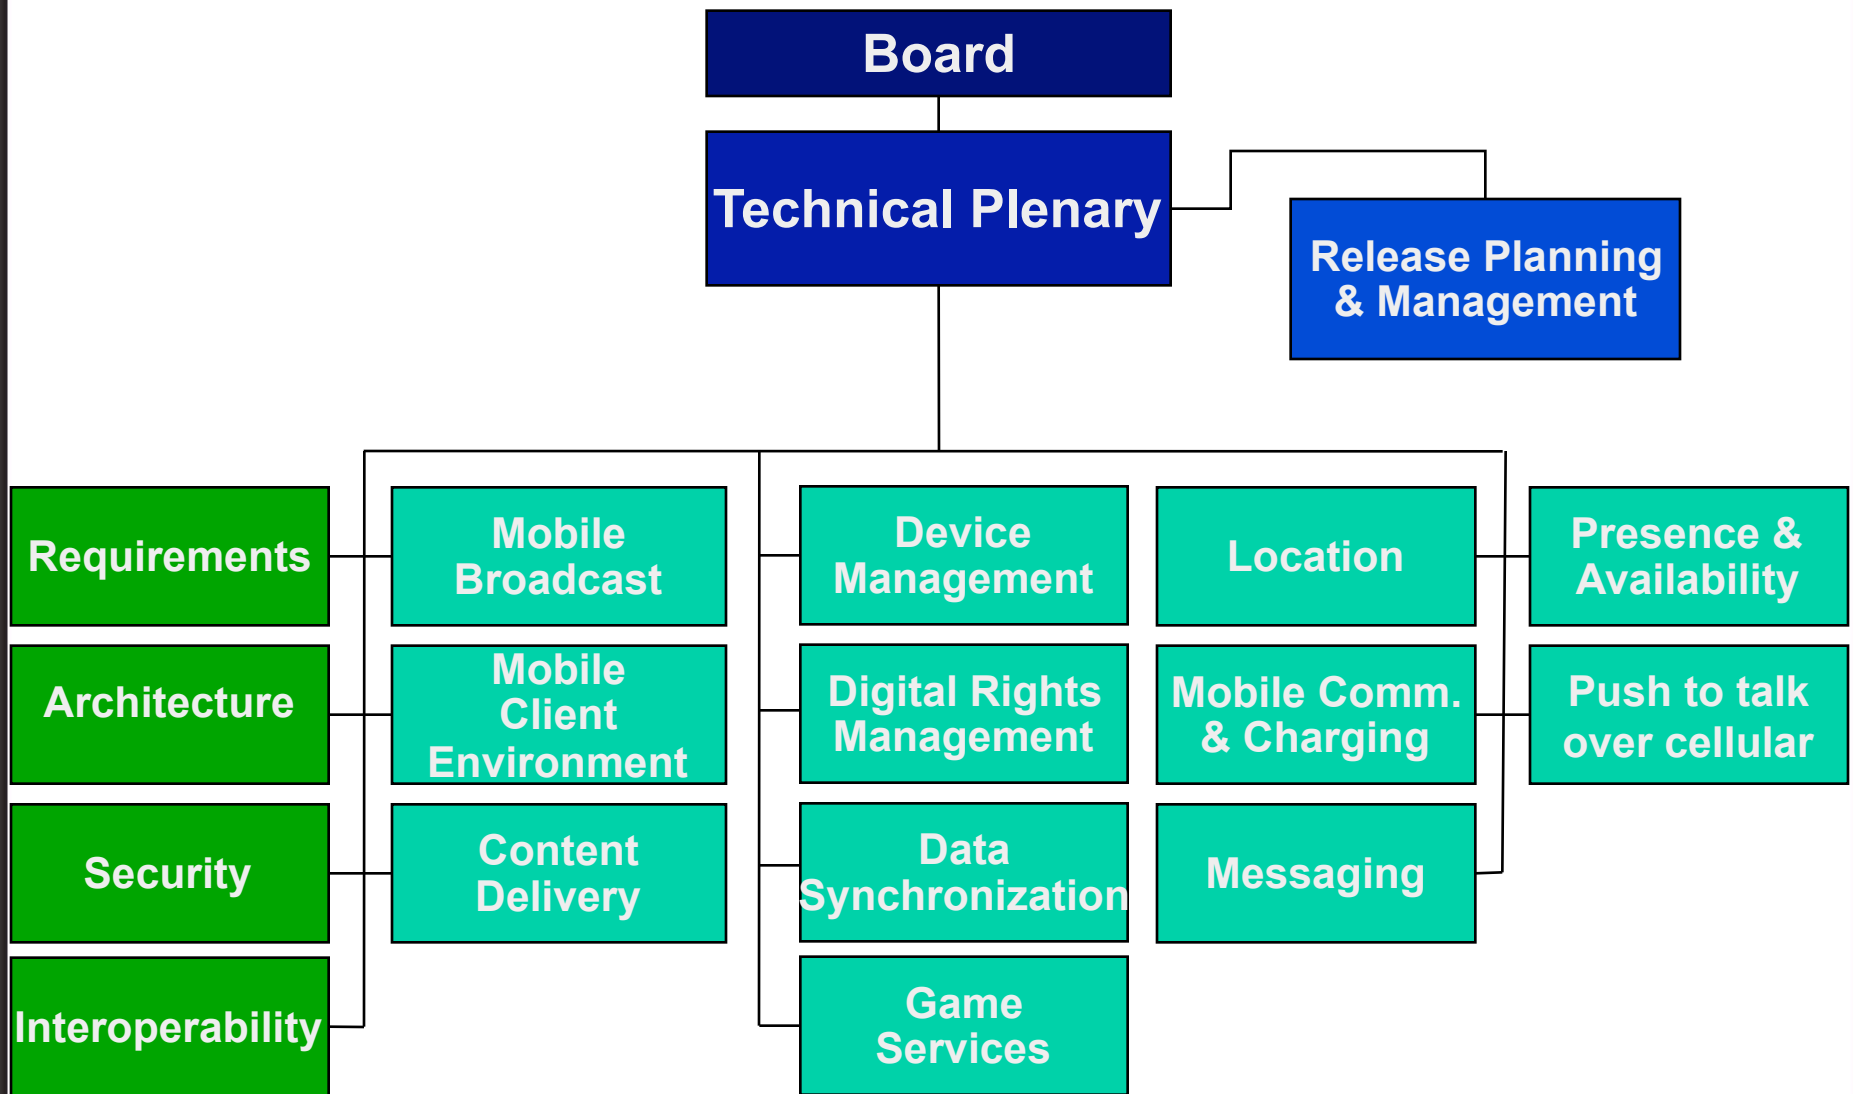 Board
Technical Plenary
Release Planning
& Management
Requirements
Mobile
Broadcast
Device
Management
Location
Presence &
Availability
Architecture
Mobile
Client
Environment
Digital Rights
Management
Mobile Comm.
& Charging
Push to talk
over cellular
Security
Content
Delivery
Data
Synchronization
Messaging
Interoperability
Game
Services